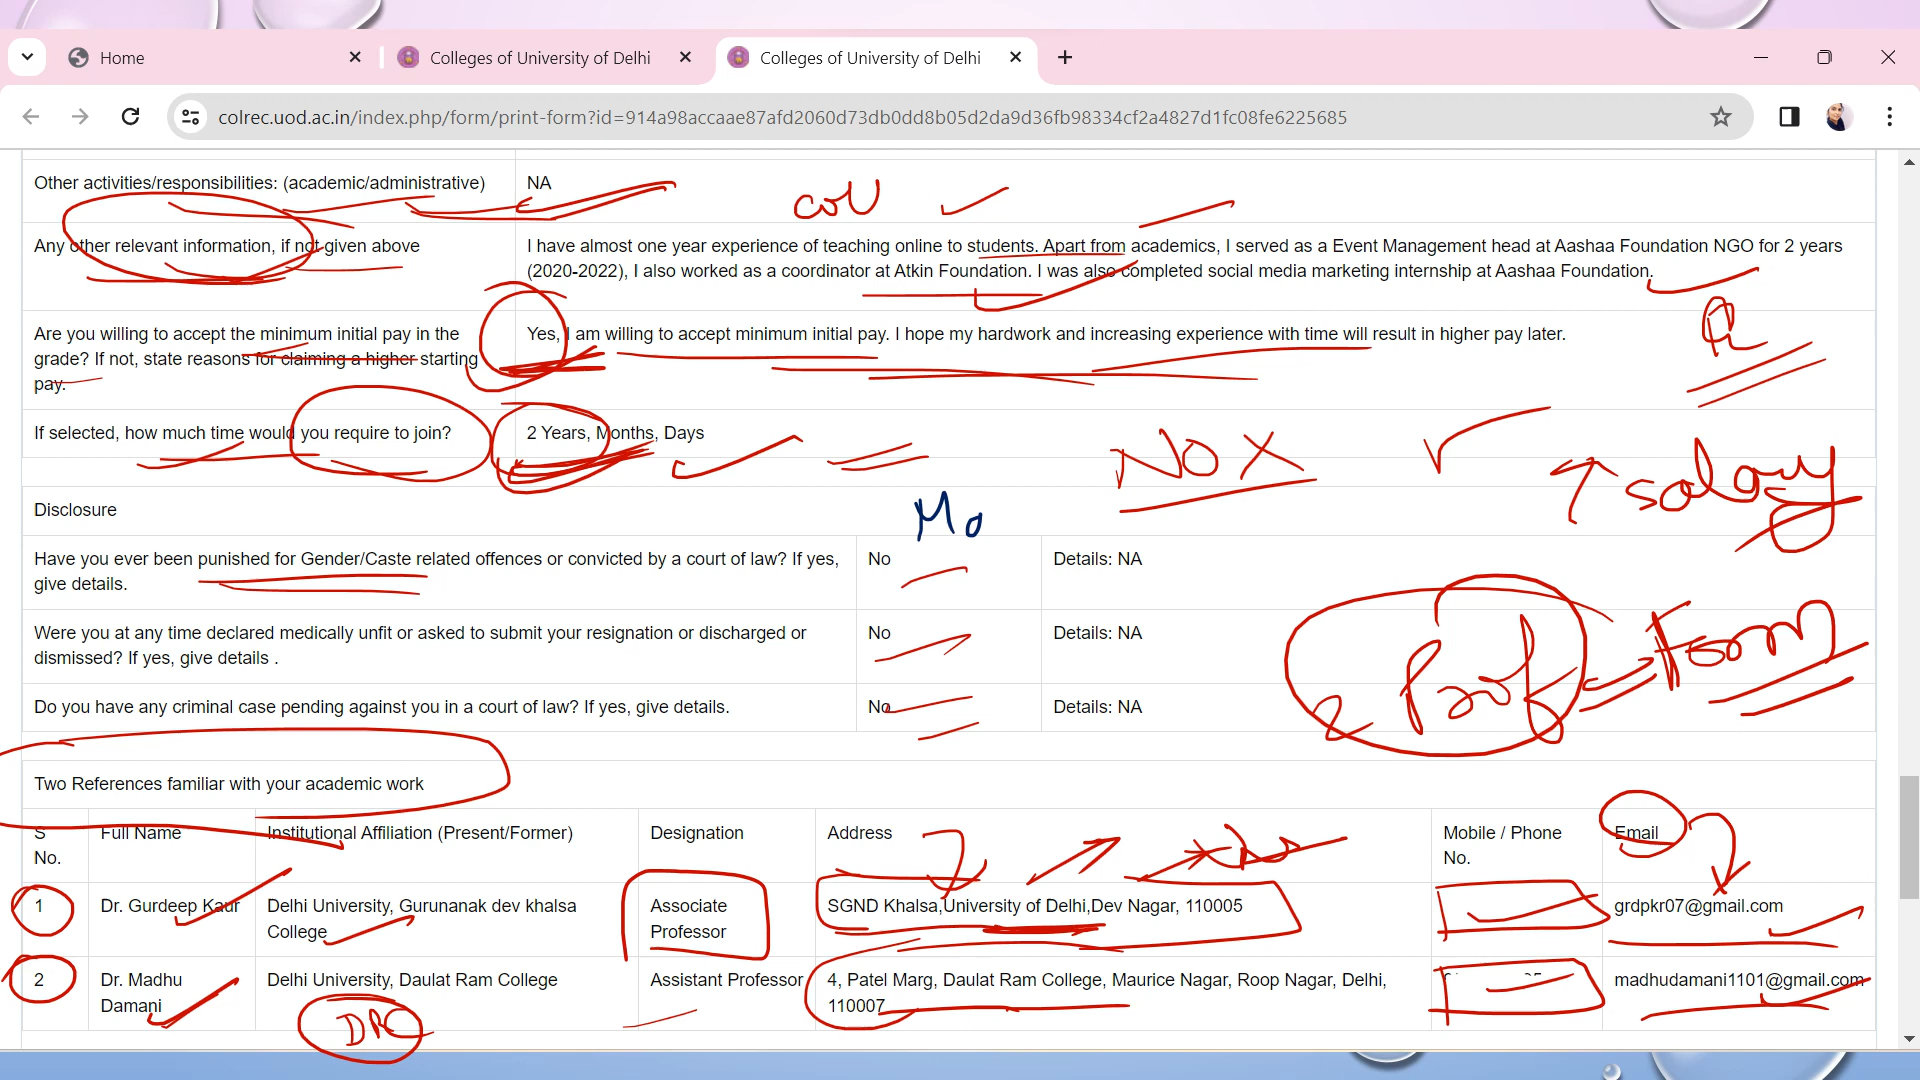 Home
Colleges of University of Delhi
Colleges of University of Delhi
colrec.uod.ac.in/index.php/form/print-form?id=914a98accaae87afd2060d73db0dd8b05d2da9d36fb98334cf2a4827d1fc08fe6225685
Other activities/responsibilities: (academic/administrative) NA
Any other relevant information, if not given above
I have almost one year experience of teaching online to students. Apart from academics, I served as a Event Management head at Aashaa Foundation NGO for 2 years
(2020-2022), I also worked as a coordinator at Atkin Foundation. I was also completed social media marketing internship at Aashaa Foundation.
Are you willing to accept the minimum initial pay in the
grade? If not, state reasons for claiming a higher starting
pay.
Yes, I am willing to accept minimum initial pay. I hope my hardwork and increasing experience with time will result in higher pay later.
If selected, how much time would you require to join? 2 Years, Months, Days
NO X
↑ salary
Disclosure
Have you ever been punished for Gender/Caste related offences or convicted by a court of law? If yes,
give details.
No
Details: NA
Were you at any time declared medically unfit or asked to submit your resignation or discharged or
dismissed? If yes, give details .
No
Details: NA
2 Prof
form
Do you have any criminal case pending against you in a court of law? If yes, give details.
No
Details: NA
Two References familiar with your academic work
S
No.
Full Name
Institutional Affiliation (Present/Former)
Designation
Address
Mobile / Phone
No.
Email
1
Dr. Gurdeep Kaur
Delhi University, Gurunanak dev khalsa
College
Associate
Professor
SGND Khalsa,University of Delhi,Dev Nagar, 110005
grdpkr07@gmail.com
2
Dr. Madhu
Damani
Delhi University, Daulat Ram College
Assistant Professor
4, Patel Marg, Daulat Ram College, Maurice Nagar, Roop Nagar, Delhi,
110007
madhudamani1101@gmail.com
DRC